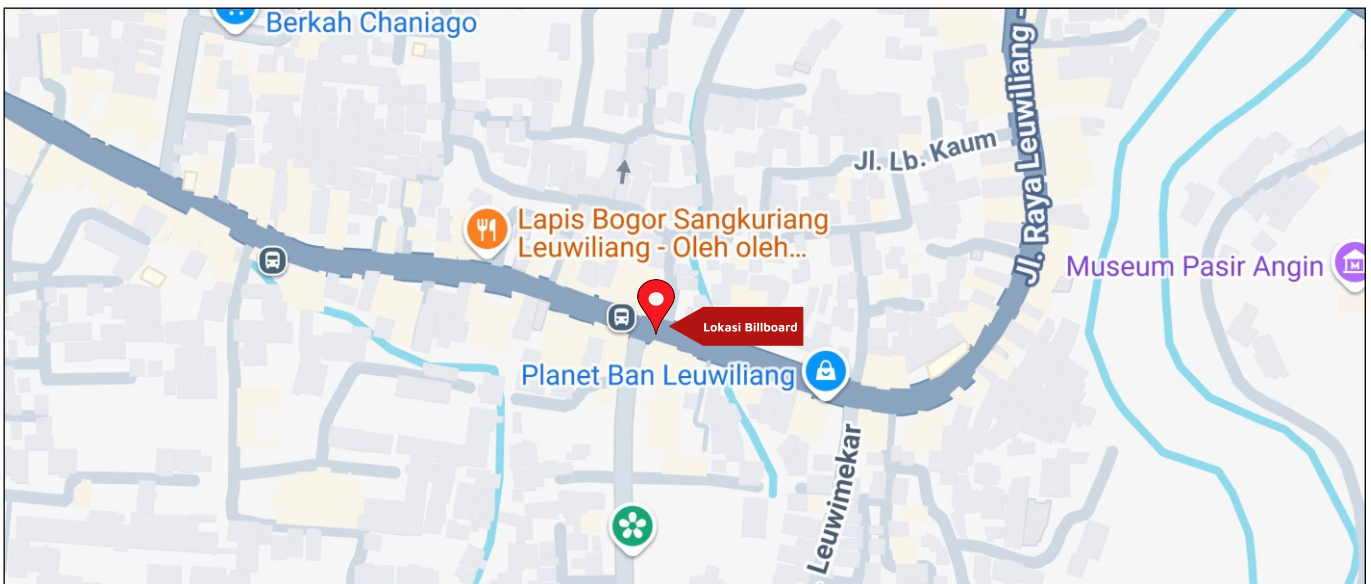 Berkah Chaniago
Jl. Raya Leuwiliang
Jl. Lb. Kaum
Lapis Bogor Sangkuriang
Leuwiliang - Oleh oleh...
Museum Pasir Angin
Lokasi Billboard
Planet Ban Leuwiliang
Leuwimekar